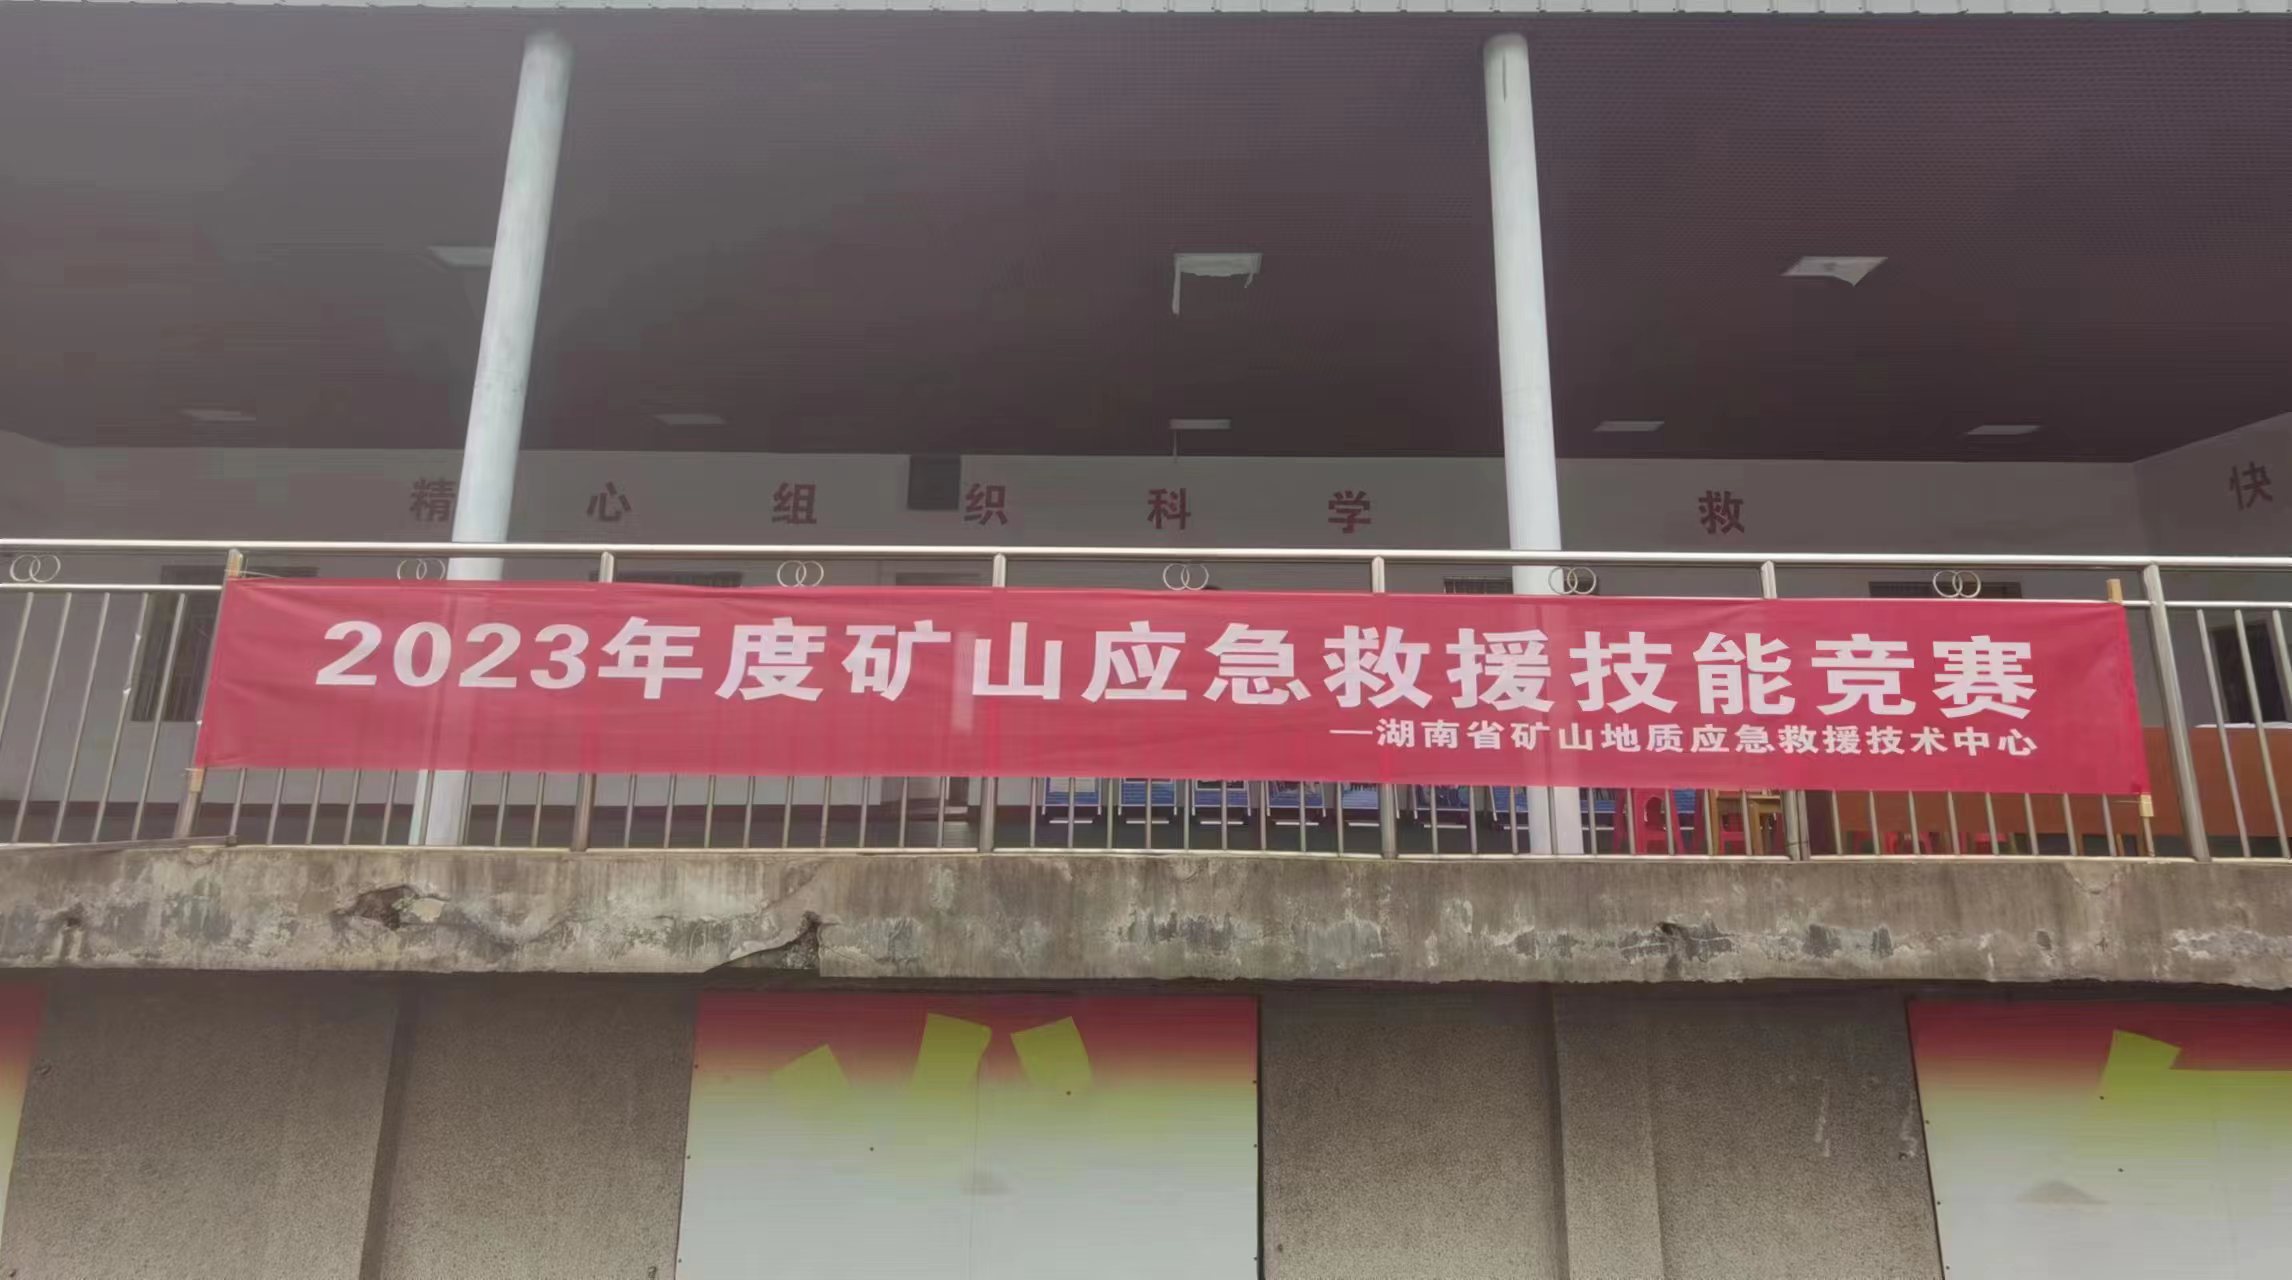 精心组织科学 救 快
2023年度矿山应急救援技能竞赛
—湖南省矿山地质应急救援技术中心